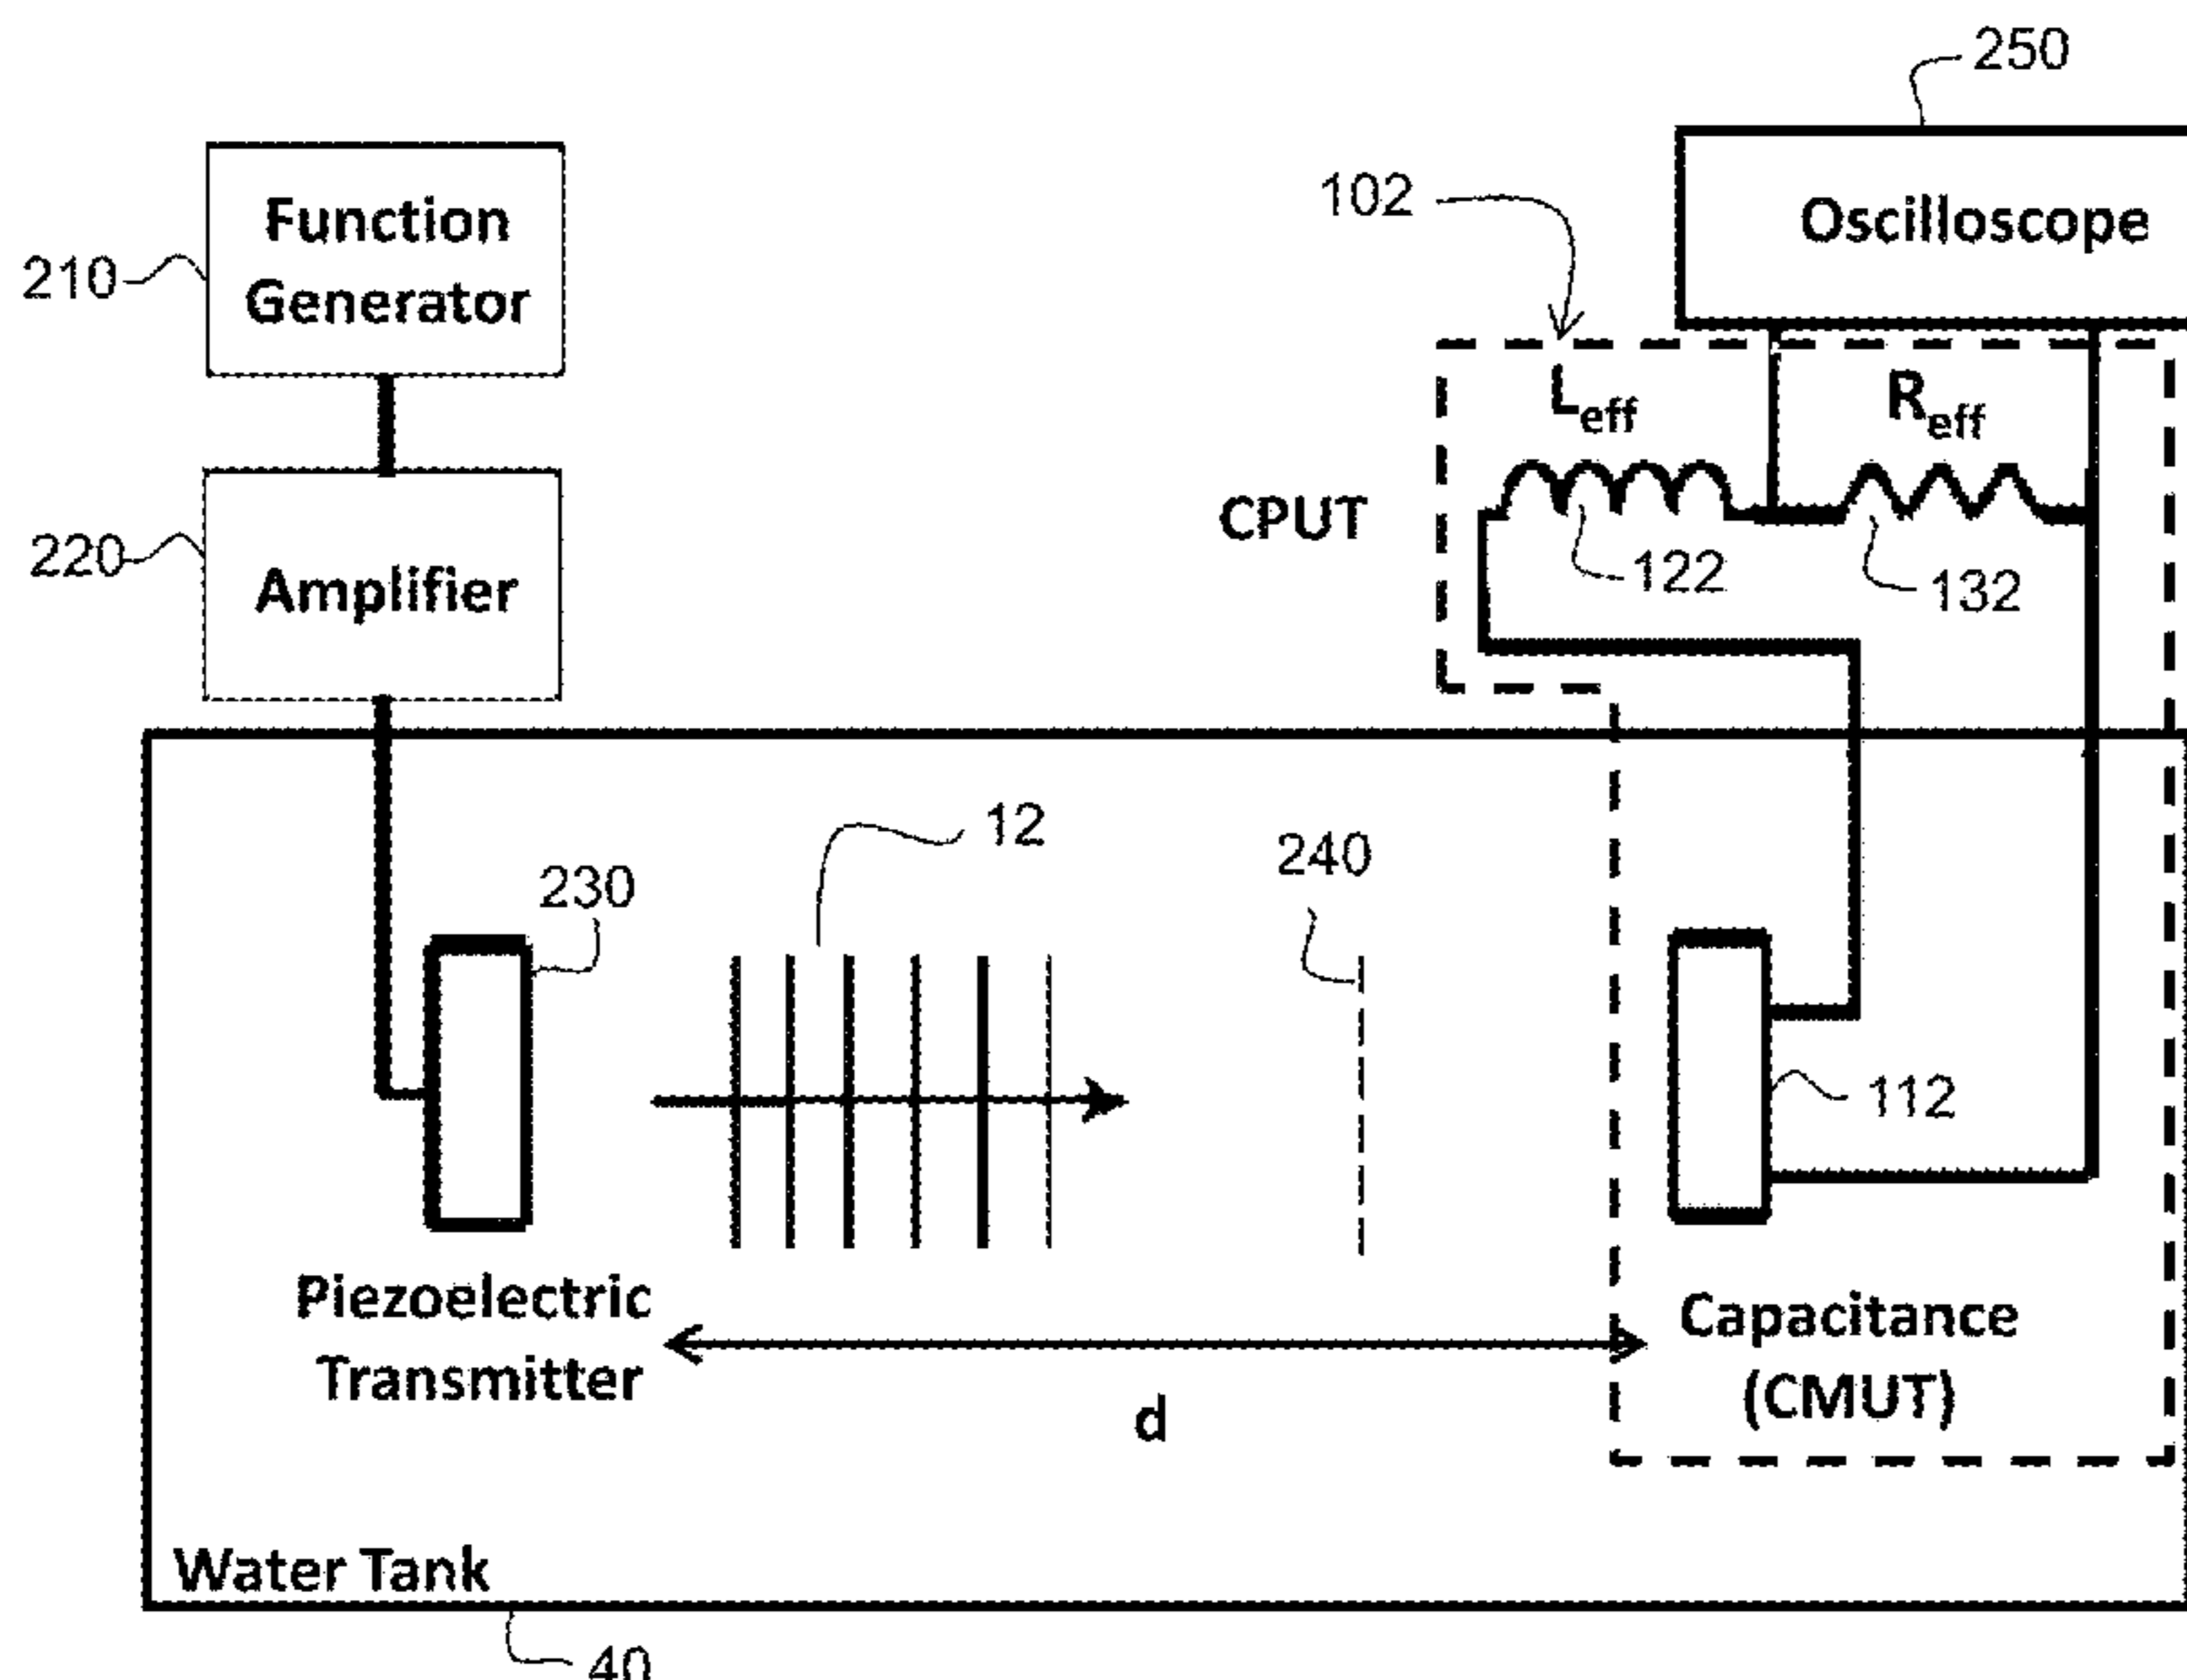 250
102
Oscilloscope
Function
Generator
210
L eff
R eff
CPUT
122
132
220
Amplifier
12
240
230
112
Piezoelectric
Transmitter
d
Capacitance
(CMUT)
Water Tank
40